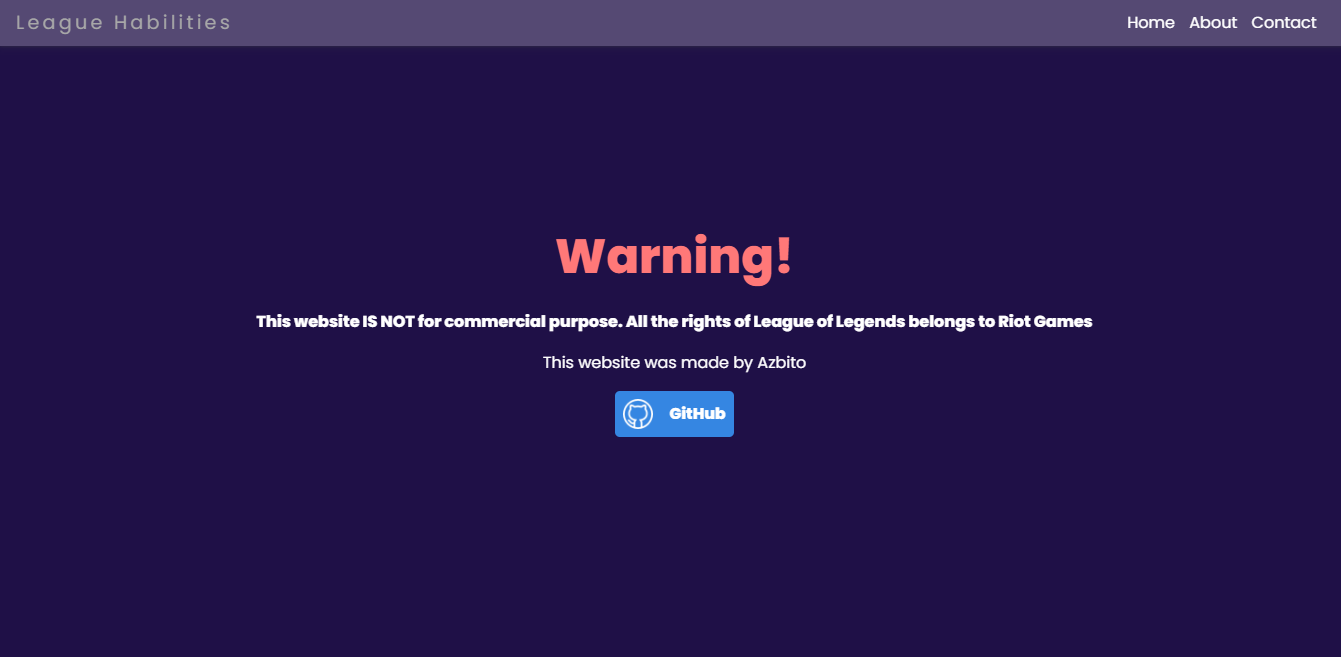 League Habilities
Home About Contact
Warning!
This website IS NOT for commercial purpose. All the rights of League of Legends belongs to Riot Games
This website was made by Azbito
GitHub